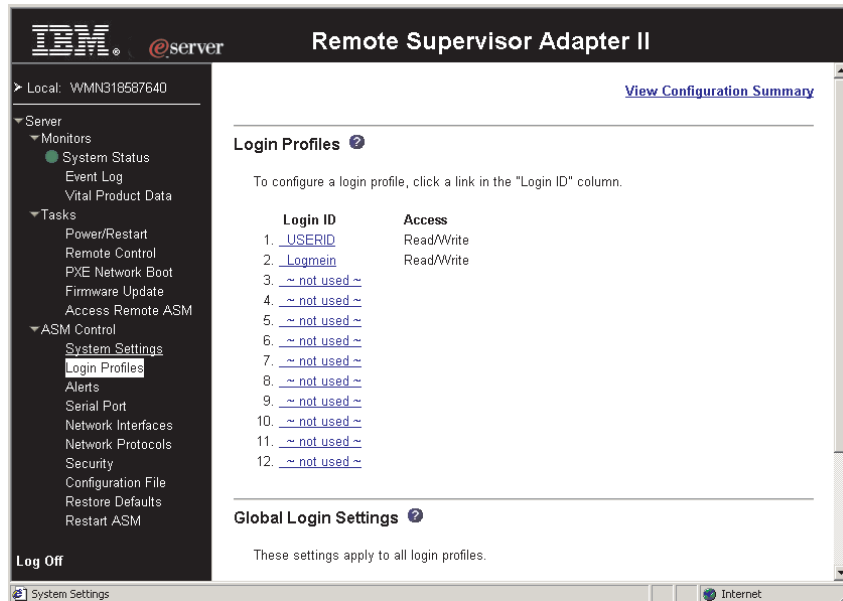 IBM® eserver
Remote Supervisor Adapter II
Local: WMN318587640
Server
Monitors
System Status
Event Log
Vital Product Data
Tasks
Power/Restart
Remote Control
PXE Network Boot
Firmware Update
Access Remote ASM
ASM Control
System Settings
Login Profiles
Alerts
Serial Port
Network Interfaces
Network Protocols
Security
Configuration File
Restore Defaults
Restart ASM
Log Off
View Configuration Summary
Login Profiles ?
To configure a login profile, click a link in the "Login ID" column.
Login ID Access
1. USERID Read/Write
2. Logmein Read/Write
3. ~ not used ~
4. ~ not used ~
5. ~ not used ~
6. ~ not used ~
7. ~ not used ~
8. ~ not used ~
9. ~ not used ~
10. ~ not used ~
11. ~ not used ~
12. ~ not used ~
Global Login Settings ?
These settings apply to all login profiles.
System Settings
Internet